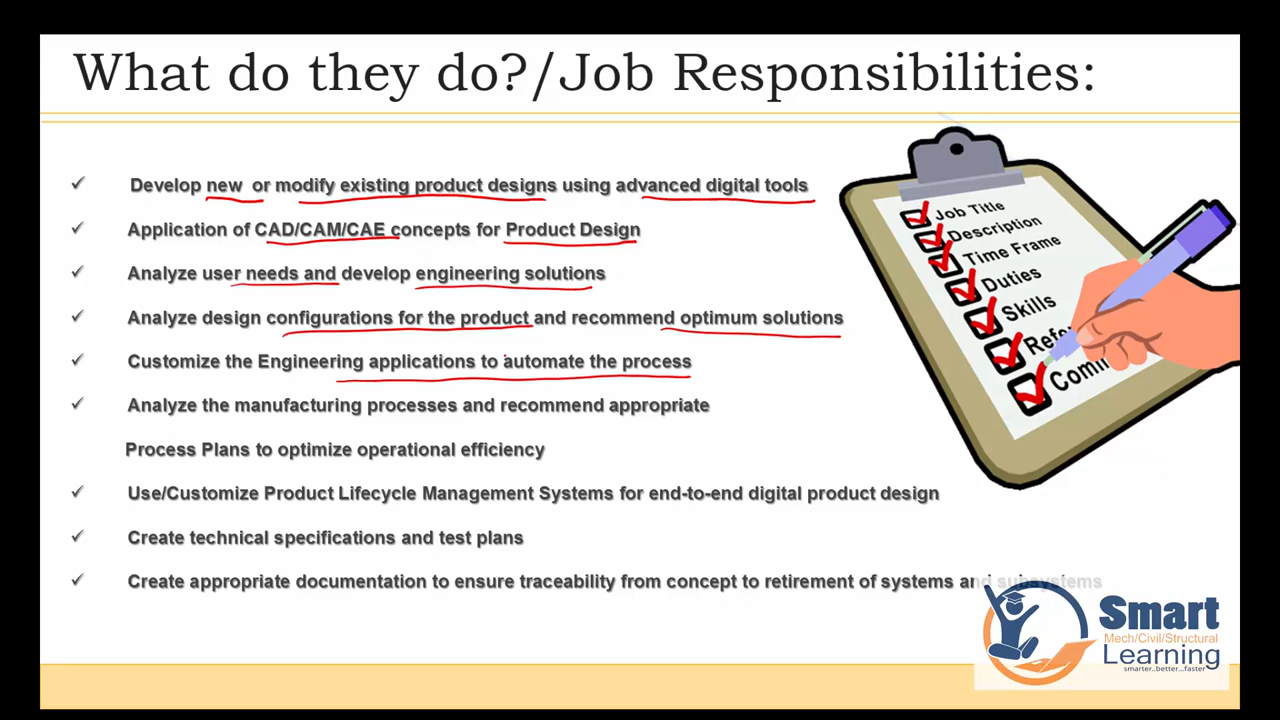 What do they do?/Job Responsibilities:
✓ Develop new or modify existing product designs using advanced digital tools
✓ Application of CAD/CAM/CAE concepts for Product Design
✓ Analyze user needs and develop engineering solutions
✓ Analyze design configurations for the product and recommend optimum solutions
✓ Customize the Engineering applications to automate the process
✓ Analyze the manufacturing processes and recommend appropriate
Process Plans to optimize operational efficiency
✓ Use/Customize Product Lifecycle Management Systems for end-to-end digital product design
✓ Create technical specifications and test plans
✓ Create appropriate documentation to ensure traceability from concept to retirement of systems and subsystems
Job Title
Description
Time Frame
Duties
Skills
Smart
Mech/Civil/Structural
Learning
smarter..better...faster